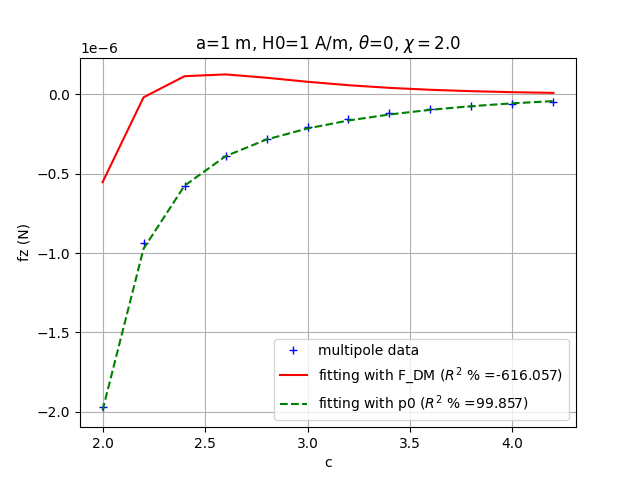 a=1 m, H0=1 A/m, θ=0, χ = 2.0
1e−6
0.0
−0.5
−1.0
−1.5
−2.0
fz (N)
multipole data
fitting with F_DM (R² % =-616.057)
fitting with p0 (R² % =99.857)
2.0 2.5 3.0 3.5 4.0
c